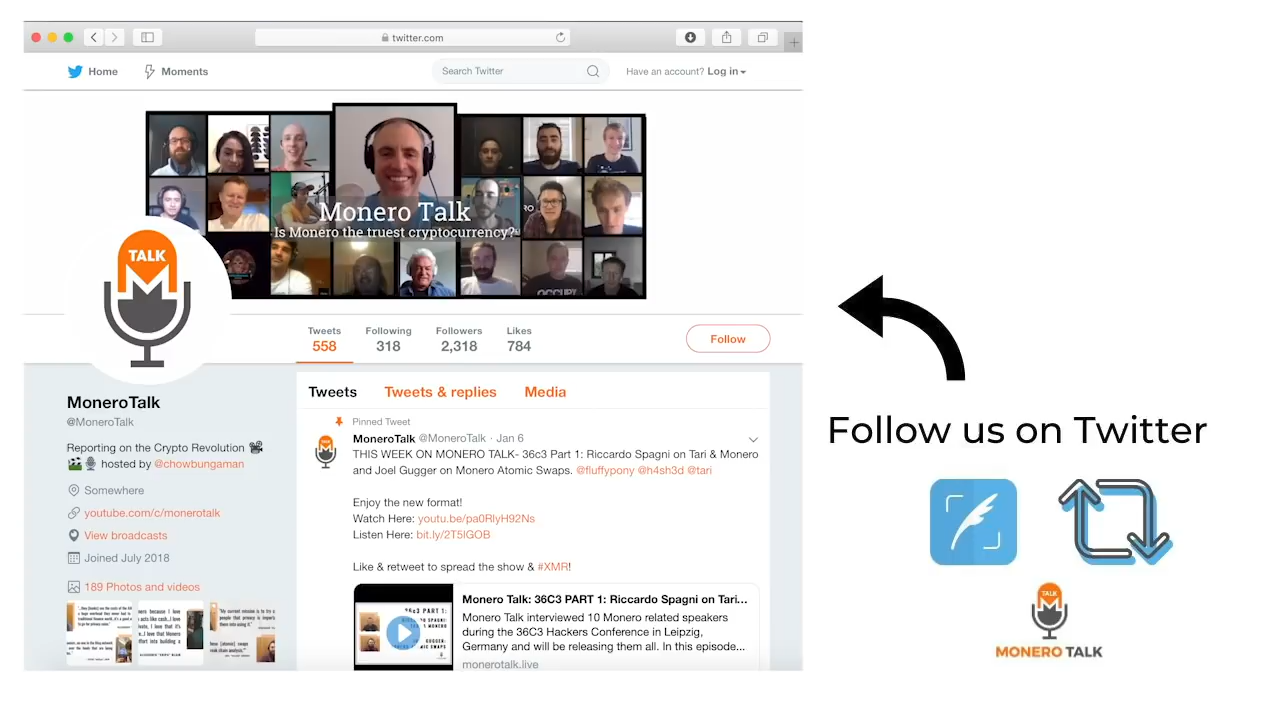 twitter.com
Home
Moments
Search Twitter
Have an account? Log in
Monero Talk
Is Monero the truest cryptocurrency?
OCCUP
TALK
M
Tweets Following Followers Likes
558 318 2,318 784
Follow
MoneroTalk
@MoneroTalk
Reporting on the Crypto Revolution
hosted by @chowbungaman
Somewhere
youtube.com/c/monerotalk
View broadcasts
Joined July 2018
189 Photos and videos
Tweets Tweets & replies Media
Pinned Tweet
MoneroTalk @MoneroTalk · Jan 6
THIS WEEK ON MONERO TALK- 36c3 Part 1: Riccardo Spagni on Tari & Monero
and Joel Gugger on Monero Atomic Swaps. @fluffypony @h4sh3d @tari
Enjoy the new format!
Watch Here: youtu.be/pa0RlyH92Ns
Listen Here: bit.ly/2T5IGOB
Like & retweet to spread the show & #XMR!
36C3 PART 1:
Monero Talk: 36C3 PART 1: Riccardo Spagni on Tari...
Monero Talk interviewed 10 Monero related speakers
during the 36C3 Hackers Conference in Leipzig,
Germany and will be releasing them all. In this episode...
monerotalk.live
Follow us on Twitter
TALK
M
MONERO TALK